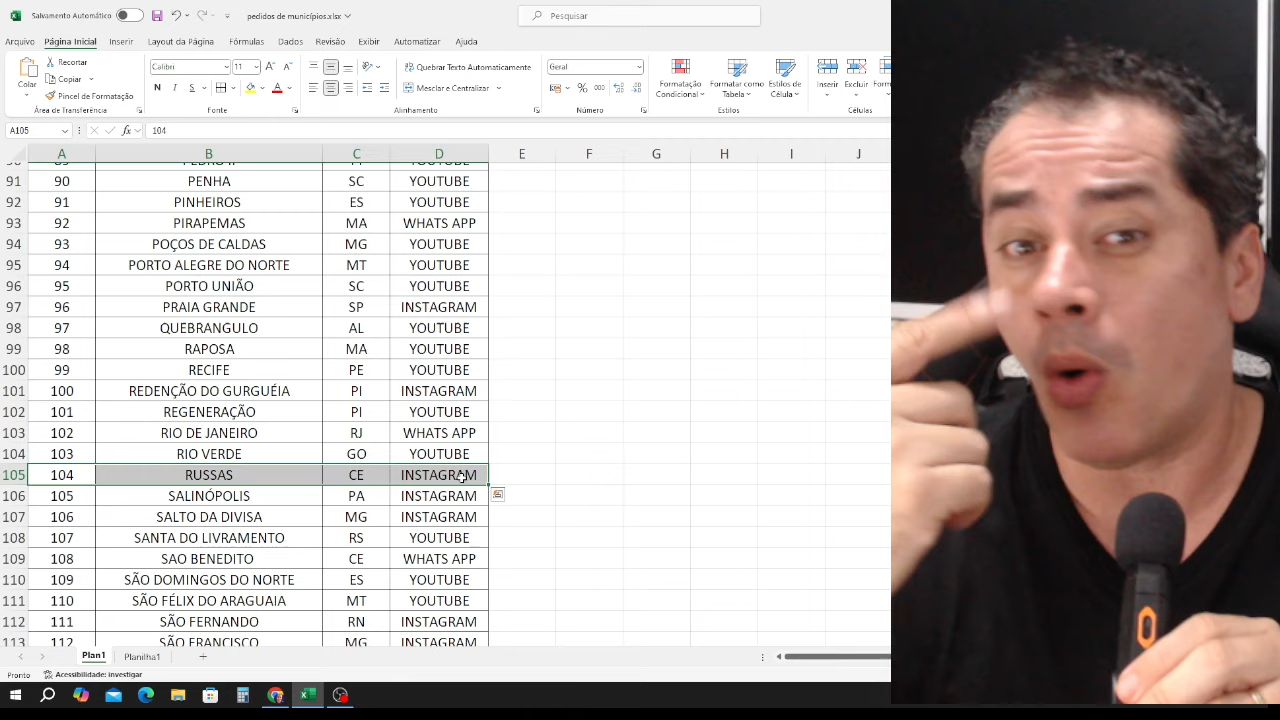 Salvamento Automático
pedidos de municípios.xlsx
Pesquisar
Arquivo Página Inicial Inserir Layout da Página Fórmulas Dados Revisão Exibir Automatizar Ajuda
Colar
Recortar
Copiar
Pincel de Formatação
Área de Transferência
Calibri 11
N I S
Fonte
Quebrar Texto Automaticamente
Mesclar e Centralizar
Alinhamento
Geral
% 000
Número
Formatação Condicional
Formatar como Tabela
Estilos de Célula
Estilos
Inserir Excluir
Células
A105 fx 104
A B C D E F G H I J
91 90 PENHA SC YOUTUBE
92 91 PINHEIROS ES YOUTUBE
93 92 PIRAPEMAS MA WHATS APP
94 93 POÇOS DE CALDAS MG YOUTUBE
95 94 PORTO ALEGRE DO NORTE MT YOUTUBE
96 95 PORTO UNIÃO SC YOUTUBE
97 96 PRAIA GRANDE SP INSTAGRAM
98 97 QUEBRANGULO AL YOUTUBE
99 98 RAPOSA MA YOUTUBE
100 99 RECIFE PE YOUTUBE
101 100 REDENÇÃO DO GURGUÉIA PI INSTAGRAM
102 101 REGENERAÇÃO PI YOUTUBE
103 102 RIO DE JANEIRO RJ WHATS APP
104 103 RIO VERDE GO YOUTUBE
105 104 RUSSAS CE INSTAGRAM
106 105 SALINÓPOLIS PA INSTAGRAM
107 106 SALTO DA DIVISA MG INSTAGRAM
108 107 SANTA DO LIVRAMENTO RS YOUTUBE
109 108 SAO BENEDITO CE WHATS APP
110 109 SÃO DOMINGOS DO NORTE ES YOUTUBE
111 110 SÃO FÉLIX DO ARAGUAIA MT YOUTUBE
112 111 SÃO FERNANDO RN INSTAGRAM
113 112 SÃO FRANCISCO MG INSTAGRAM
Plan1 Planilha1
Pronto Acessibilidade: investigar